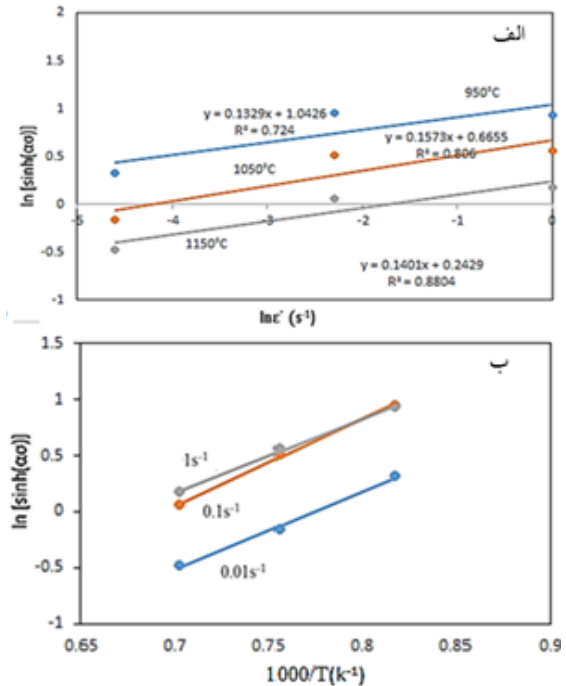 الف
2
1.5
1
0.5
0
-0.5
-1
ln [sinh(ασ)]
950°C
y = 0.1329x + 1.0426
R² = 0.724
y = 0.1573x + 0.6655
R² = 0.806
1050°C
-5 -4 -3 -2 -1 0
1150°C
y = 0.1401x + 0.2429
R² = 0.8804
lnε˙ (s⁻¹)
ب
1.5
1
0.5
0
-0.5
-1
ln [sinh(ασ)]
1s⁻¹
0.1s⁻¹
0.01s⁻¹
0.65 0.7 0.75 0.8 0.85 0.9
1000/T(k⁻¹)